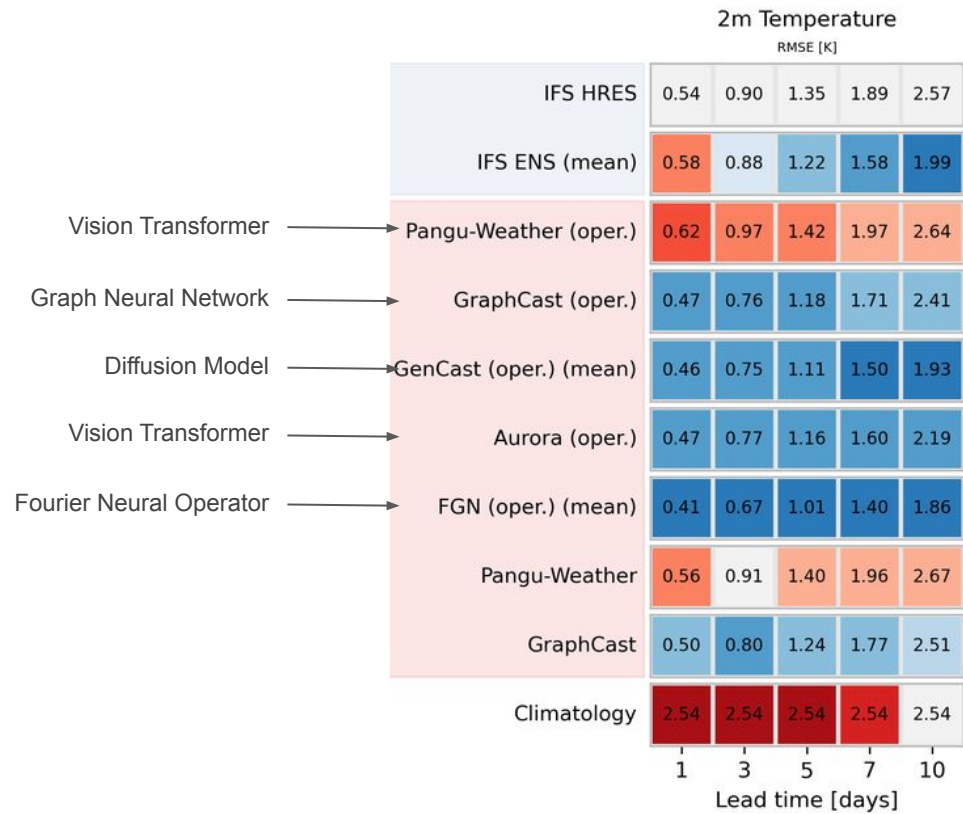 2m Temperature
RMSE [K]
IFS HRES 0.54 0.90 1.35 1.89 2.57
IFS ENS (mean) 0.58 0.88 1.22 1.58 1.99
Vision Transformer Pangu-Weather (oper.) 0.62 0.97 1.42 1.97 2.64
Graph Neural Network GraphCast (oper.) 0.47 0.76 1.18 1.71 2.41
Diffusion Model GenCast (oper.) (mean) 0.46 0.75 1.11 1.50 1.93
Vision Transformer Aurora (oper.) 0.47 0.77 1.16 1.60 2.19
Fourier Neural Operator FGN (oper.) (mean) 0.41 0.67 1.01 1.40 1.86
Pangu-Weather 0.56 0.91 1.40 1.96 2.67
GraphCast 0.50 0.80 1.24 1.77 2.51
Climatology 2.54 2.54 2.54 2.54 2.54
1 3 5 7 10
Lead time [days]